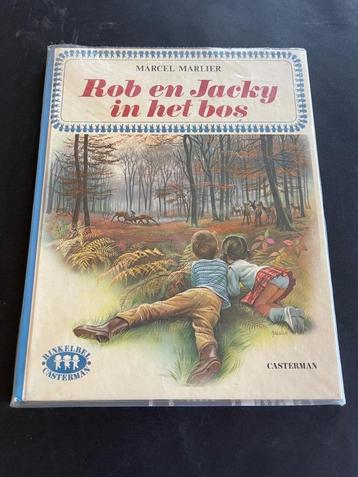 MARCEL MARLIER
Rob en Jacky
in het bos
RINKELBEL
CASTERMAN
CASTERMAN